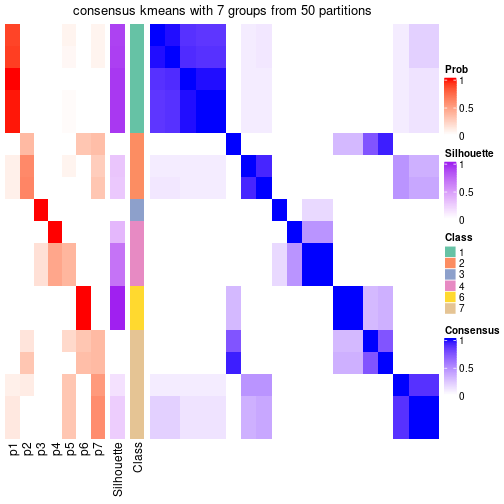 consensus kmeans with 7 groups from 50 partitions
Prob
1
0.5
0
Silhouette
1
0.5
0
Class
1
2
3
4
6
7
Consensus
1
0.5
0
p1
p2
p3
p4
p5
p6
p7
Silhouette
Class